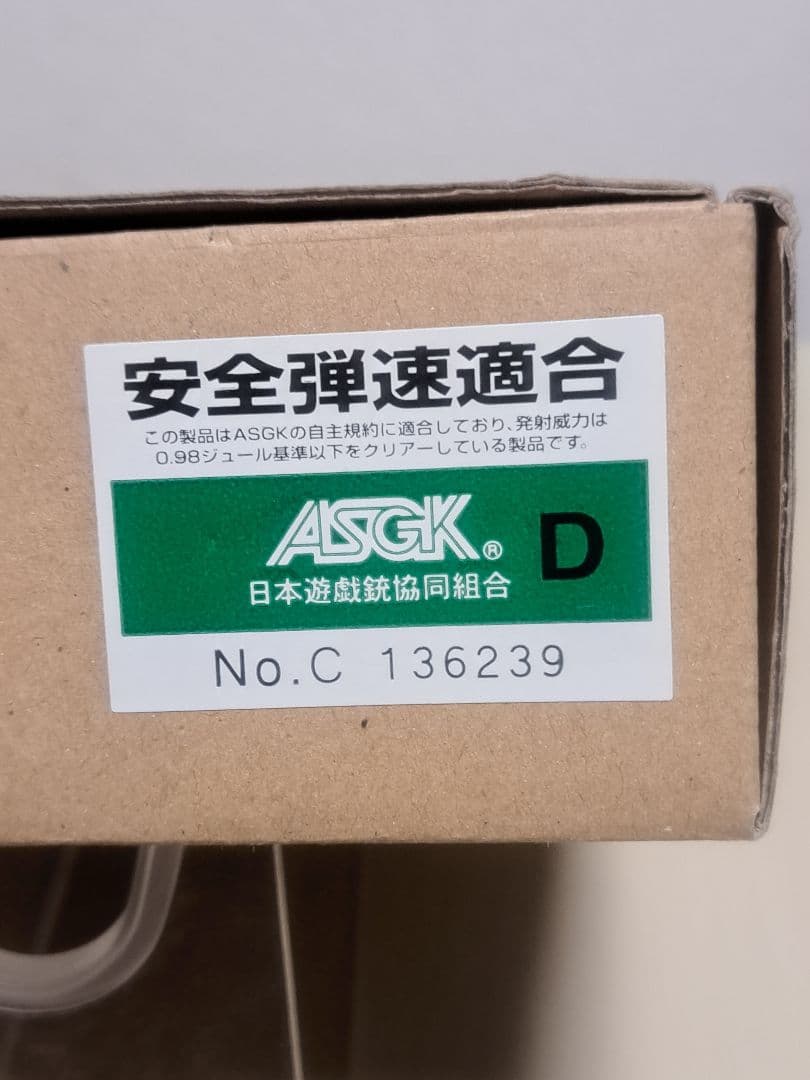 安全弾速適合
この製品はASGKの自主規約に適合しており、発射威力は
0.98ジュール基準以下をクリアーしている製品です。
ASGK® D
日本遊戯銃協同組合
No.C 136239